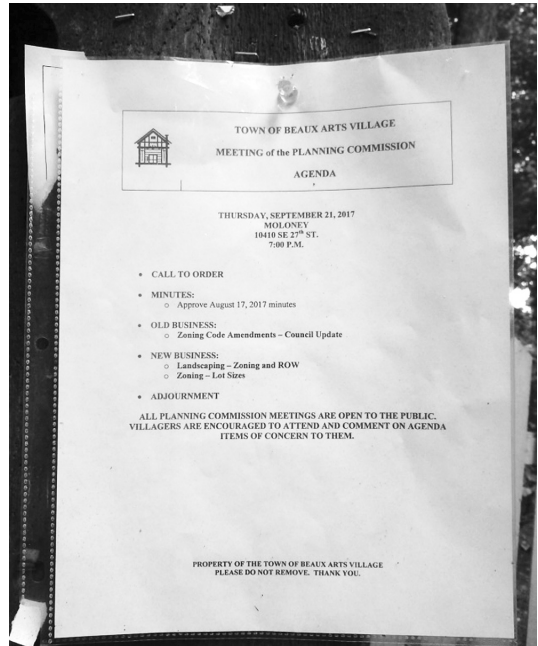 TOWN OF BEAUX ARTS VILLAGE
MEETING of the PLANNING COMMISSION
AGENDA
THURSDAY, SEPTEMBER 21, 2017
MOLONEY
10410 SE 27th ST.
7:00 P.M.
• CALL TO ORDER
• MINUTES:
o Approve August 17, 2017 minutes
• OLD BUSINESS:
o Zoning Code Amendments – Council Update
• NEW BUSINESS:
o Landscaping – Zoning and ROW
o Zoning – Lot Sizes
• ADJOURNMENT
ALL PLANNING COMMISSION MEETINGS ARE OPEN TO THE PUBLIC.
VILLAGERS ARE ENCOURAGED TO ATTEND AND COMMENT ON AGENDA
ITEMS OF CONCERN TO THEM.
PROPERTY OF THE TOWN OF BEAUX ARTS VILLAGE
PLEASE DO NOT REMOVE. THANK YOU.